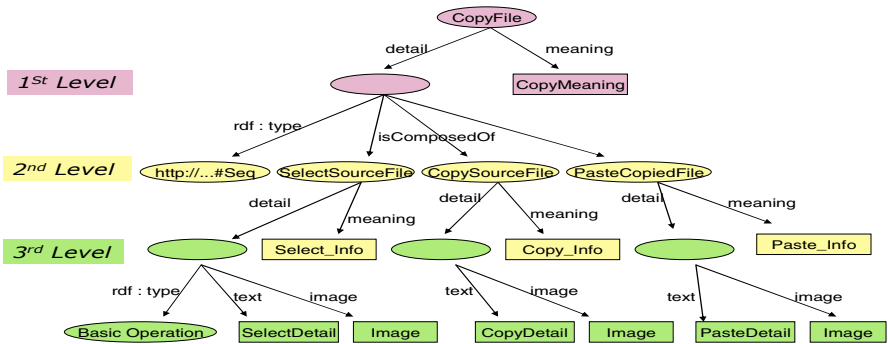 CopyFile
detail
meaning
1St Level
CopyMeaning
rdf : type
isComposedOf
2nd Level
http://...#Seq
SelectSourceFile
CopySourceFile
PasteCopiedFile
detail
meaning
detail
meaning
detail
meaning
3rd Level
Select_Info
Copy_Info
Paste_Info
rdf : type
text
image
text
image
text
image
Basic Operation
SelectDetail
Image
CopyDetail
Image
PasteDetail
Image